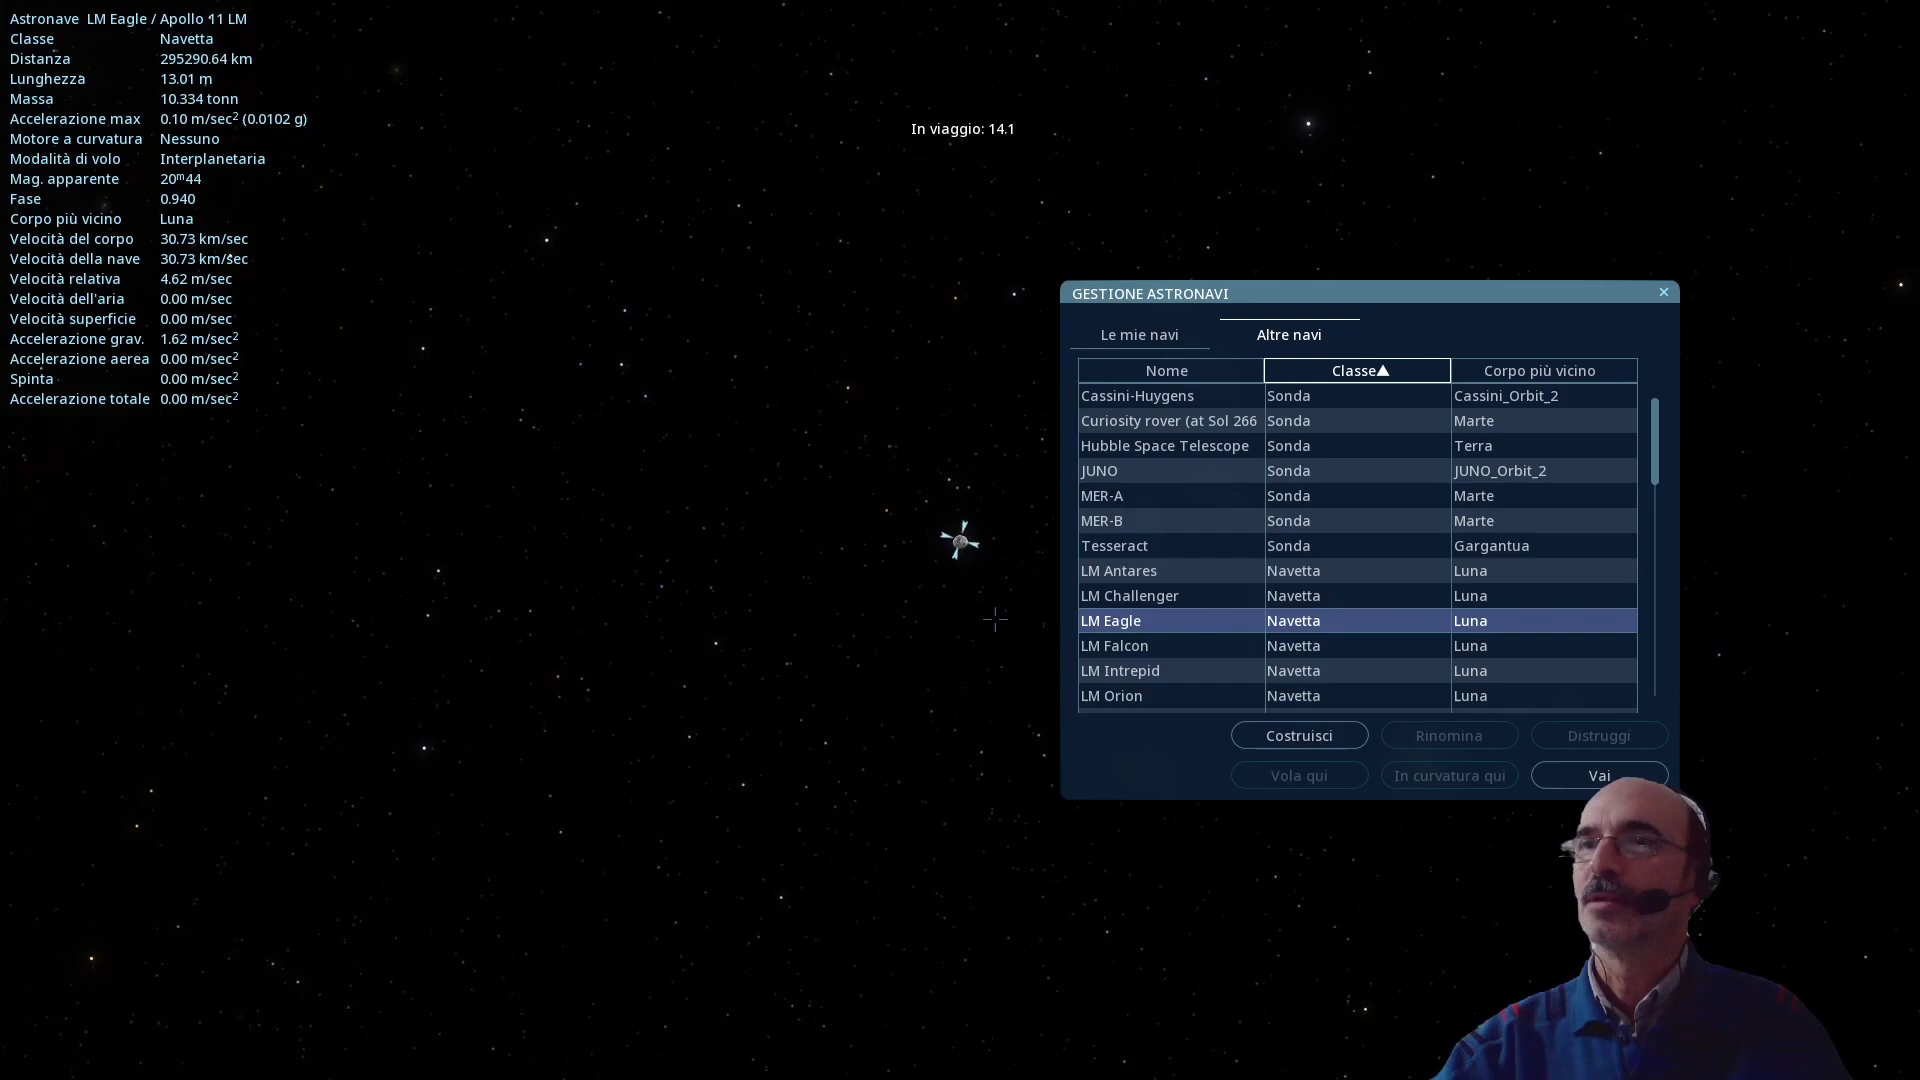 Astronave LM Eagle / Apollo 11 LM
Classe Navetta
Distanza 295290.64 km
Lunghezza 13.01 m
Massa 10.334 tonn
Accelerazione max 0.10 m/sec² (0.0102 g)
Motore a curvatura Nessuno
Modalità di volo Interplanetaria
Mag. apparente 20ᵐ44
Fase 0.940
Corpo più vicino Luna
Velocità del corpo 30.73 km/sec
Velocità della nave 30.73 km/sec
Velocità relativa 4.62 m/sec
Velocità dell'aria 0.00 m/sec
Velocità superficie 0.00 m/sec
Accelerazione grav. 1.62 m/sec²
Accelerazione aerea 0.00 m/sec²
Spinta 0.00 m/sec²
Accelerazione totale 0.00 m/sec²
In viaggio: 14.1
GESTIONE ASTRONAVI ✕
Le mie navi Altre navi
Nome Classe▲ Corpo più vicino
Cassini-Huygens Sonda Cassini_Orbit_2
Curiosity rover (at Sol 266 Sonda Marte
Hubble Space Telescope Sonda Terra
JUNO Sonda JUNO_Orbit_2
MER-A Sonda Marte
MER-B Sonda Marte
Tesseract Sonda Gargantua
LM Antares Navetta Luna
LM Challenger Navetta Luna
LM Eagle Navetta Luna
LM Falcon Navetta Luna
LM Intrepid Navetta Luna
LM Orion Navetta Luna
Costruisci Rinomina Distruggi
Vola qui In curvatura qui Vai